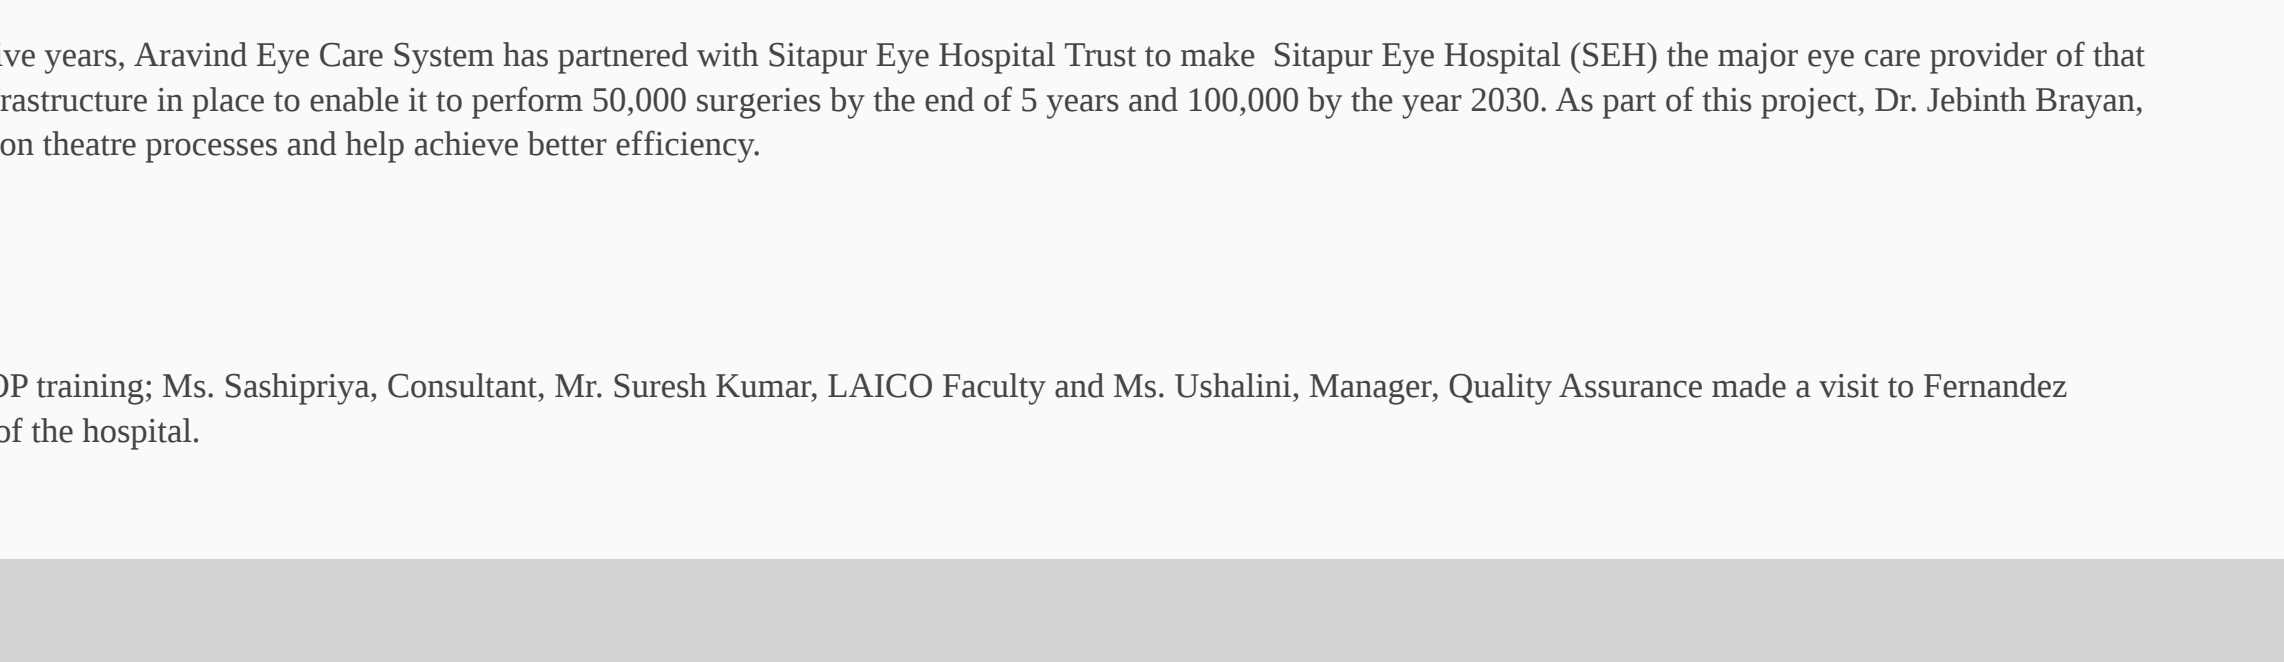 years, Aravind Eye Care System has partnered with Sitapur Eye Hospital Trust to make Sitapur Eye Hospital (SEH) the major eye care provider of that
in place to enable it to perform 50,000 surgeries by the end of 5 years and 100,000 by the year 2030. As part of this project, Dr. Jebinth Brayan,
theatre processes and help achieve better efficiency.
training; Ms. Sashipriya, Consultant, Mr. Suresh Kumar, LAICO Faculty and Ms. Ushalini, Manager, Quality Assurance made a visit to Fernandez
of the hospital.